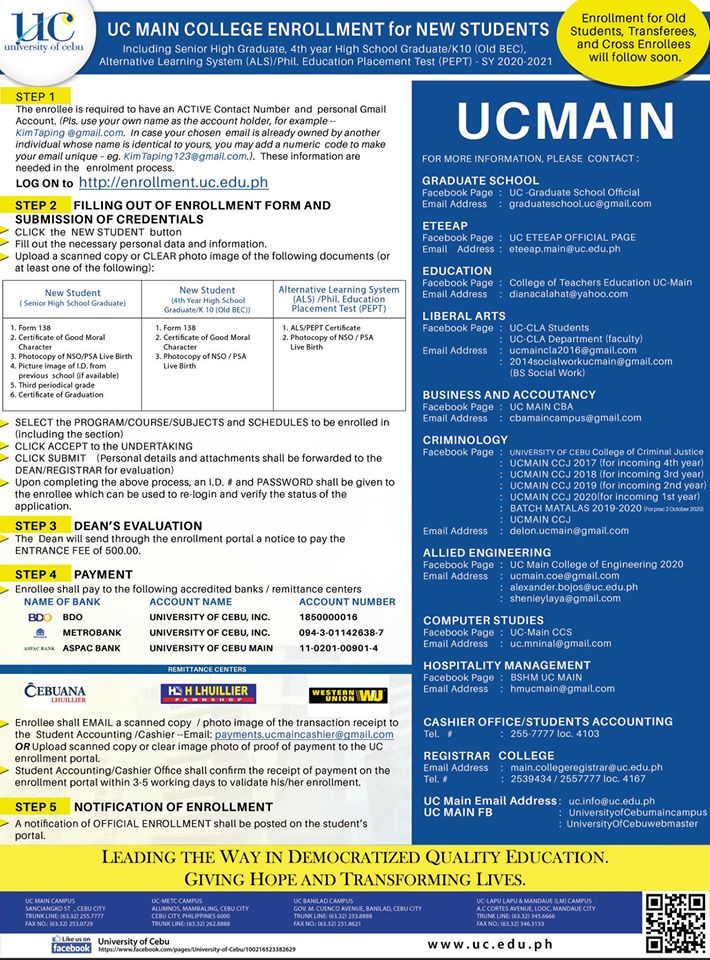 UC
university of cebu
UC MAIN COLLEGE ENROLLMENT for NEW STUDENTS
Including Senior High Graduate, 4th year High School Graduate/K10 (Old BEC),
Alternative Learning System (ALS)/Phil. Education Placement Test (PEPT) - SY 2020-2021
Enrollment for Old
Students, Transferees,
and Cross Enrollees
will follow soon.
STEP 1
The enrollee is required to have an ACTIVE Contact Number and personal Gmail
Account. (Pls. use your own name as the account holder, for example --
KimTaping @gmail.com. In case your chosen email is already owned by another
individual whose name is identical to yours, you may add a numeric code to make
your email unique – eg. KimTaping123@gmail.com.). These information are
needed in the enrolment process.
LOG ON to http://enrollment.uc.edu.ph
STEP 2 FILLING OUT OF ENROLLMENT FORM AND
SUBMISSION OF CREDENTIALS
CLICK the NEW STUDENT button
Fill out the necessary personal data and information.
Upload a scanned copy or CLEAR photo image of the following documents (or
at least one of the following):
New Student
( Senior High School Graduate)
1. Form 138
2. Certificate of Good Moral
Character
3. Photocopy of NSO/PSA Live Birth
4. Picture image of I.D. from
previous school (if available)
5. Third periodical grade
6. Certificate of Graduation
New Student
(4th Year High School
Graduate/K 10 (Old BEC))
1. Form 138
2. Certificate of Good Moral
Character
3. Photocopy of NSO / PSA
Live Birth
Alternative Learning System
(ALS) /Phil. Education
Placement Test (PEPT)
1. ALS/PEPT Certificate
2. Photocopy of NSO / PSA
Live Birth
SELECT the PROGRAM/COURSE/SUBJECTS and SCHEDULES to be enrolled in
(including the section)
CLICK ACCEPT to the UNDERTAKING
CLICK SUBMIT (Personal details and attachments shall be forwarded to the
DEAN/REGISTRAR for evaluation)
Upon completing the above process, an I.D. # and PASSWORD shall be given to
the enrollee which can be used to re-login and verify the status of the
application.
STEP 3 DEAN'S EVALUATION
The Dean will send through the enrollment portal a notice to pay the
ENTRANCE FEE of 500.00.
STEP 4 PAYMENT
Enrollee shall pay to the following accredited banks / remittance centers
NAME OF BANK ACCOUNT NAME ACCOUNT NUMBER
BDO BDO UNIVERSITY OF CEBU, INC. 1850000016
METROBANK UNIVERSITY OF CEBU, INC. 094-3-01142638-7
ASPAC BANK ASPAC BANK UNIVERSITY OF CEBU MAIN 11-0201-00901-4
REMITTANCE CENTERS
CEBUANA
LHUILLIER
H LHUILLIER
PAWNSHOP
WESTERN
UNION WU
Enrollee shall EMAIL a scanned copy / photo image of the transaction receipt to
the Student Accounting /Cashier --Email: payments.ucmaincashier@gmail.com
OR Upload scanned copy or clear image photo of proof of payment to the UC
enrollment portal.
Student Accounting/Cashier Office shall confirm the receipt of payment on the
enrollment portal within 3-5 working days to validate his/her enrollment.
STEP 5 NOTIFICATION OF ENROLLMENT
A notification of OFFICIAL ENROLLMENT shall be posted on the student's
portal.
UCMAIN
FOR MORE INFORMATION, PLEASE CONTACT :
GRADUATE SCHOOL
Facebook Page : UC -Graduate School Official
Email Address : graduateschool.uc@gmail.com
ETEEAP
Facebook Page : UC ETEEAP OFFICIAL PAGE
Email Address : eteeap.main@uc.edu.ph
EDUCATION
Facebook Page : College of Teachers Education UC-Main
Email Address : dianacalahat@yahoo.com
LIBERAL ARTS
Facebook Page : UC-CLA Students
: UC-CLA Department (faculty)
Email Address : ucmaincla2016@gmail.com
: 2014socialworkucmain@gmail.com
(BS Social Work)
BUSINESS AND ACCOUTANCY
Facebook Page : UC MAIN CBA
Email Address : cbamaincampus@gmail.com
CRIMINOLOGY
Facebook Page : UNIVERSITY OF CEBU College of Criminal Justice
: UCMAIN CCJ 2017 (for incoming 4th year)
: UCMAIN CCJ 2018 (for incoming 3rd year)
: UCMAIN CCJ 2019 (for incoming 2nd year)
: UCMAIN CCJ 2020(for incoming 1st year)
: BATCH MATALAS 2019-2020 (For prac 2 October 2020)
: UCMAIN CCJ
Email Address : delon.ucmain@gmail.com
ALLIED ENGINEERING
Facebook Page : UC Main College of Engineering 2020
Email Address : ucmain.coe@gmail.com
: alexander.bojos@uc.edu.ph
: shenieylaya@gmail.com
COMPUTER STUDIES
Facebook Page : UC-Main CCS
Email Address : uc.mninal@gmail.com
HOSPITALITY MANAGEMENT
Facebook Page : BSHM UC MAIN
Email Address : hmucmain@gmail.com
CASHIER OFFICE/STUDENTS ACCOUNTING
Tel. # : 255-7777 loc. 4103
REGISTRAR COLLEGE
Email Address : main.collegeregistrar@uc.edu.ph
Tel. # : 2539434 / 2557777 loc. 4167
UC Main Email Address : uc.info@uc.edu.ph
UC MAIN FB : UniversityofCebumaincampus
: UniversityOfCebuwebmaster
LEADING THE WAY IN DEMOCRATIZED QUALITY EDUCATION.
GIVING HOPE AND TRANSFORMING LIVES.
UC MAIN CAMPUS
SANCIANGKO ST ., CEBU CITY
TRUNK LINE: (63.32) 255.7777
FAX NO.: (63.32) 253.0729
UC-METC CAMPUS
ALUMNOS, MAMBALING, CEBU CITY
CEBU CITY, PHILIPPINES 6000
TRUNK LINE: (63.32) 262.8888
UC BANILAD CAMPUS
GOV. M. CUENCO AVENUE, BANILAD, CEBU CITY
TRUNK LINE: (63.32) 233.8888
FAX NO.: (63.32) 231.8621
UC-LAPU LAPU & MANDAUE (LM) CAMPUS
A.C CORTES AVENUE, LOOC, MANDAUE CITY
TRUNK LINE: (63.32) 345.6666
FAX NO.: (63.32) 346.3153
Like us on
facebook
University of Cebu
https://www.facebook.com/pages/University-of-Cebu/100216523382629
www.uc.edu.ph